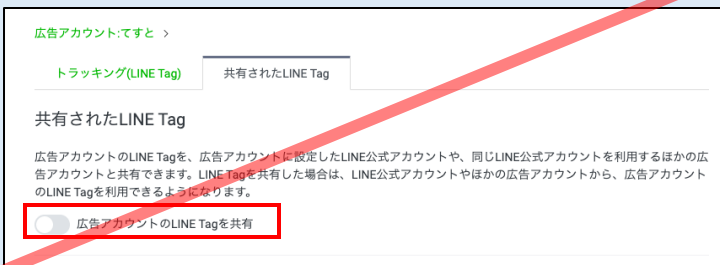 広告アカウント:てすと >
トラッキング(LINE Tag)
共有されたLINE Tag
共有されたLINE Tag
広告アカウントのLINE Tagを、広告アカウントに設定したLINE公式アカウントや、同じLINE公式アカウントを利用するほかの広
告アカウントと共有できます。LINE Tagを共有した場合は、LINE公式アカウントやほかの広告アカウントから、広告アカウント
のLINE Tagを利用できるようになります。
広告アカウントのLINE Tagを共有